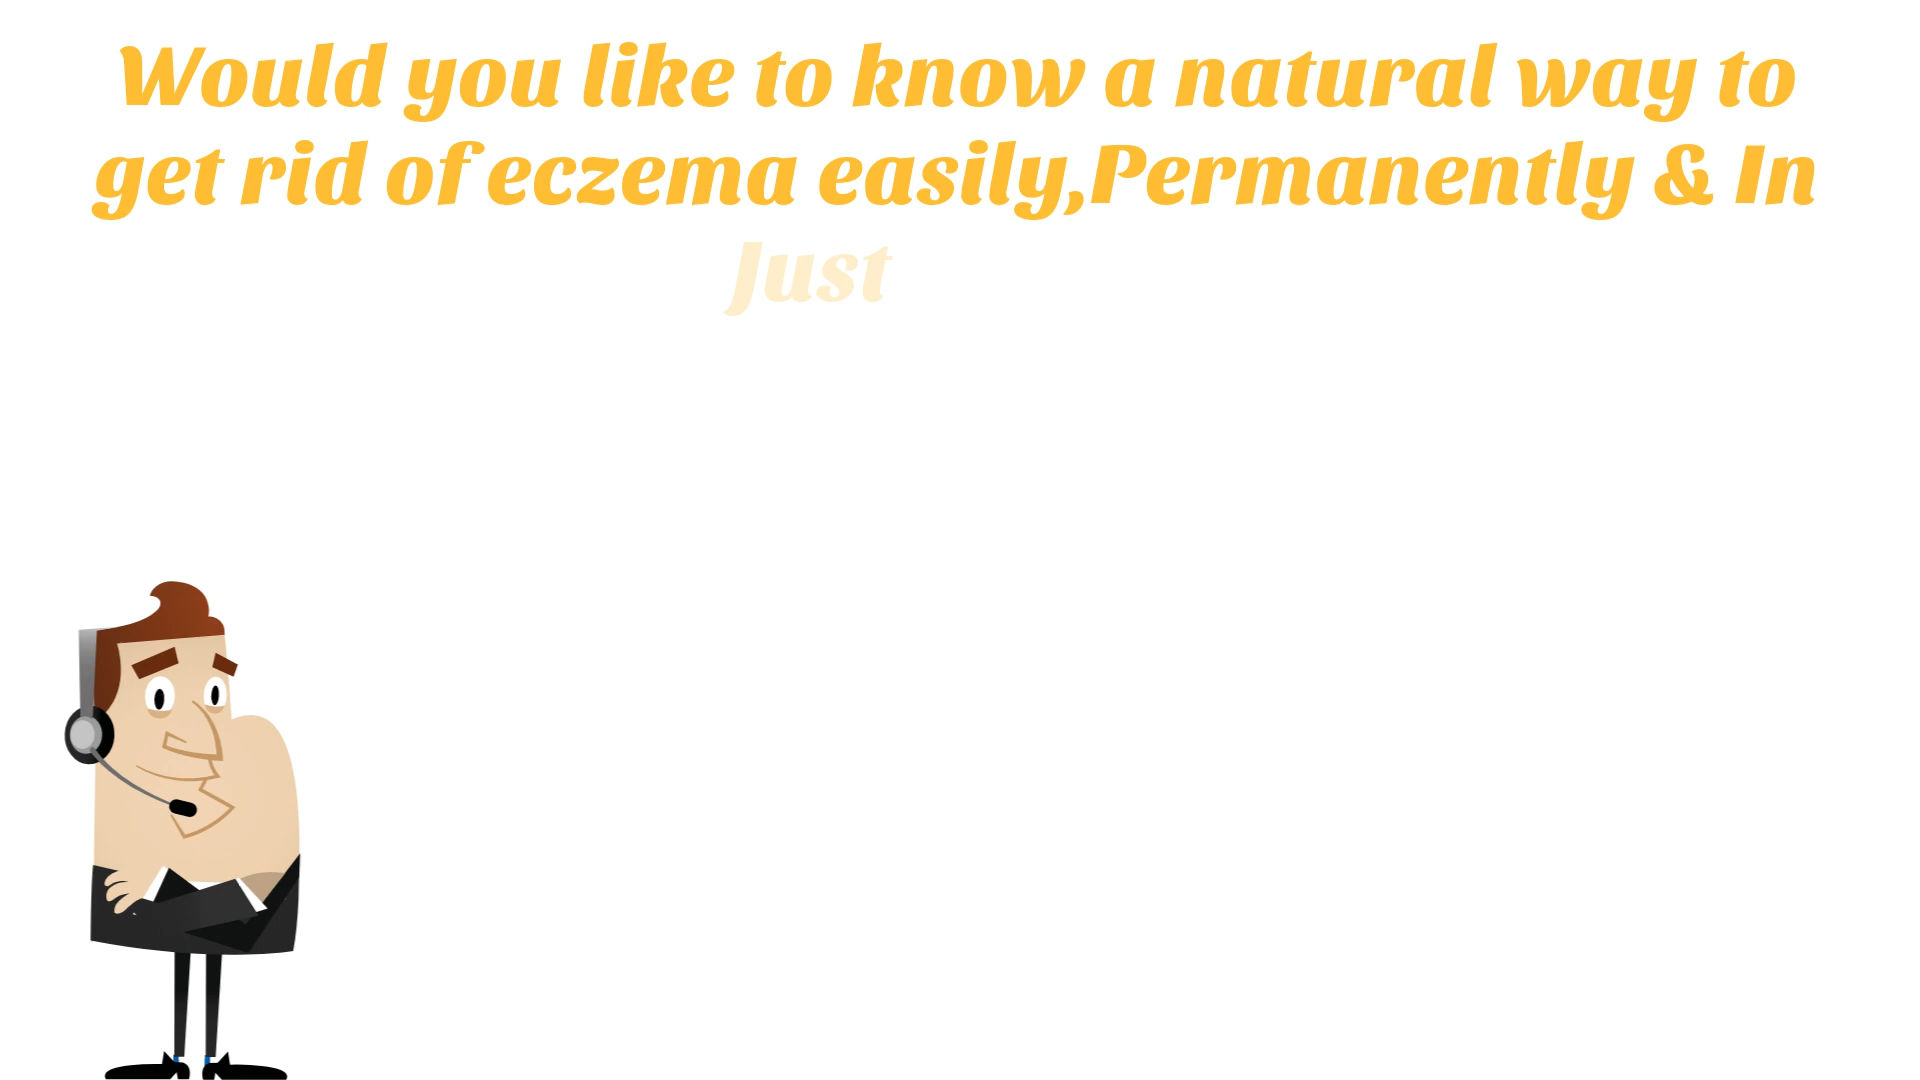 Would you like to know a natural way to
get rid of eczema easily,Permanently & In
Just